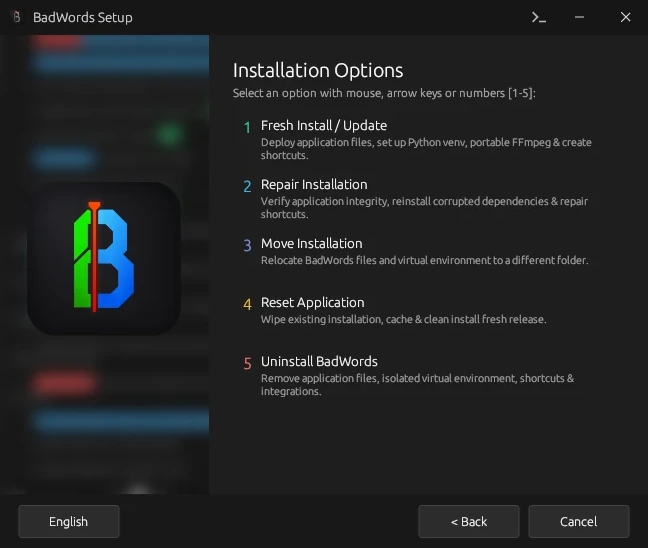 BadWords Setup
Installation Options
Select an option with mouse, arrow keys or numbers [1-5]:
1 Fresh Install / Update
Deploy application files, set up Python venv, portable FFmpeg & create
shortcuts.
2 Repair Installation
Verify application integrity, reinstall corrupted dependencies & repair
shortcuts.
3 Move Installation
Relocate BadWords files and virtual environment to a different folder.
4 Reset Application
Wipe existing installation, cache & clean install fresh release.
5 Uninstall BadWords
Remove application files, isolated virtual environment, shortcuts &
integrations.
English
< Back
Cancel